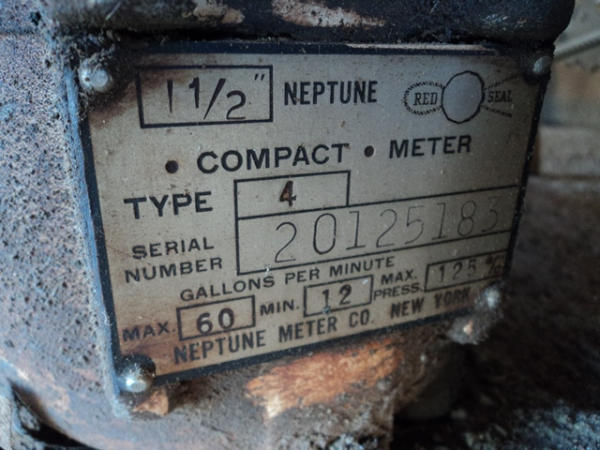 1 1/2" NEPTUNE RED SEAL
• COMPACT • METER
TYPE 4
SERIAL NUMBER 20125183
GALLONS PER MINUTE
MAX. 60 MIN. 12 MAX. PRESS. 125
NEPTUNE METER CO. NEW YORK